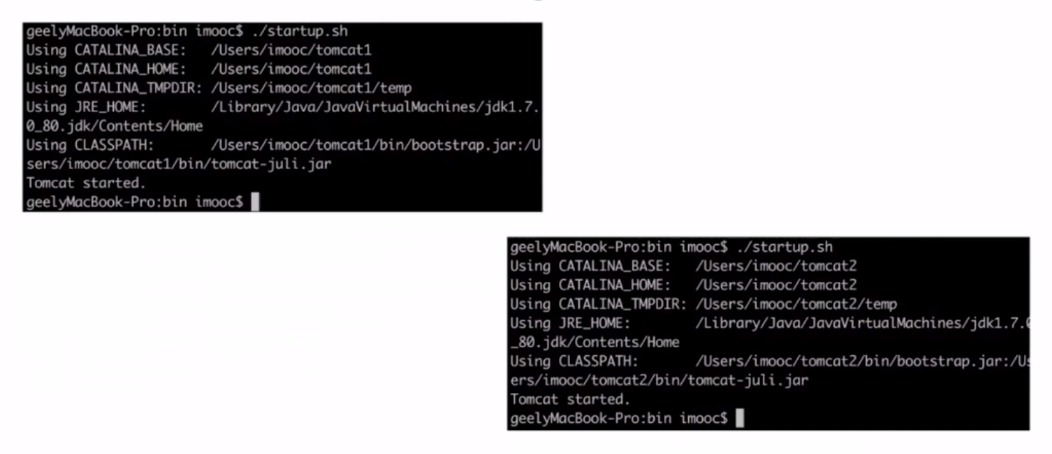 geelyMacBook-Pro:bin imooc$ ./startup.sh
Using CATALINA_BASE:   /Users/imooc/tomcat1
Using CATALINA_HOME:   /Users/imooc/tomcat1
Using CATALINA_TMPDIR: /Users/imooc/tomcat1/temp
Using JRE_HOME:        /Library/Java/JavaVirtualMachines/jdk1.7.
0_80.jdk/Contents/Home
Using CLASSPATH:       /Users/imooc/tomcat1/bin/bootstrap.jar:/U
sers/imooc/tomcat1/bin/tomcat-juli.jar
Tomcat started.
geelyMacBook-Pro:bin imooc$
geelyMacBook-Pro:bin imooc$ ./startup.sh
Using CATALINA_BASE:   /Users/imooc/tomcat2
Using CATALINA_HOME:   /Users/imooc/tomcat2
Using CATALINA_TMPDIR: /Users/imooc/tomcat2/temp
Using JRE_HOME:        /Library/Java/JavaVirtualMachines/jdk1.7.0
_80.jdk/Contents/Home
Using CLASSPATH:       /Users/imooc/tomcat2/bin/bootstrap.jar:/Us
ers/imooc/tomcat2/bin/tomcat-juli.jar
Tomcat started.
geelyMacBook-Pro:bin imooc$